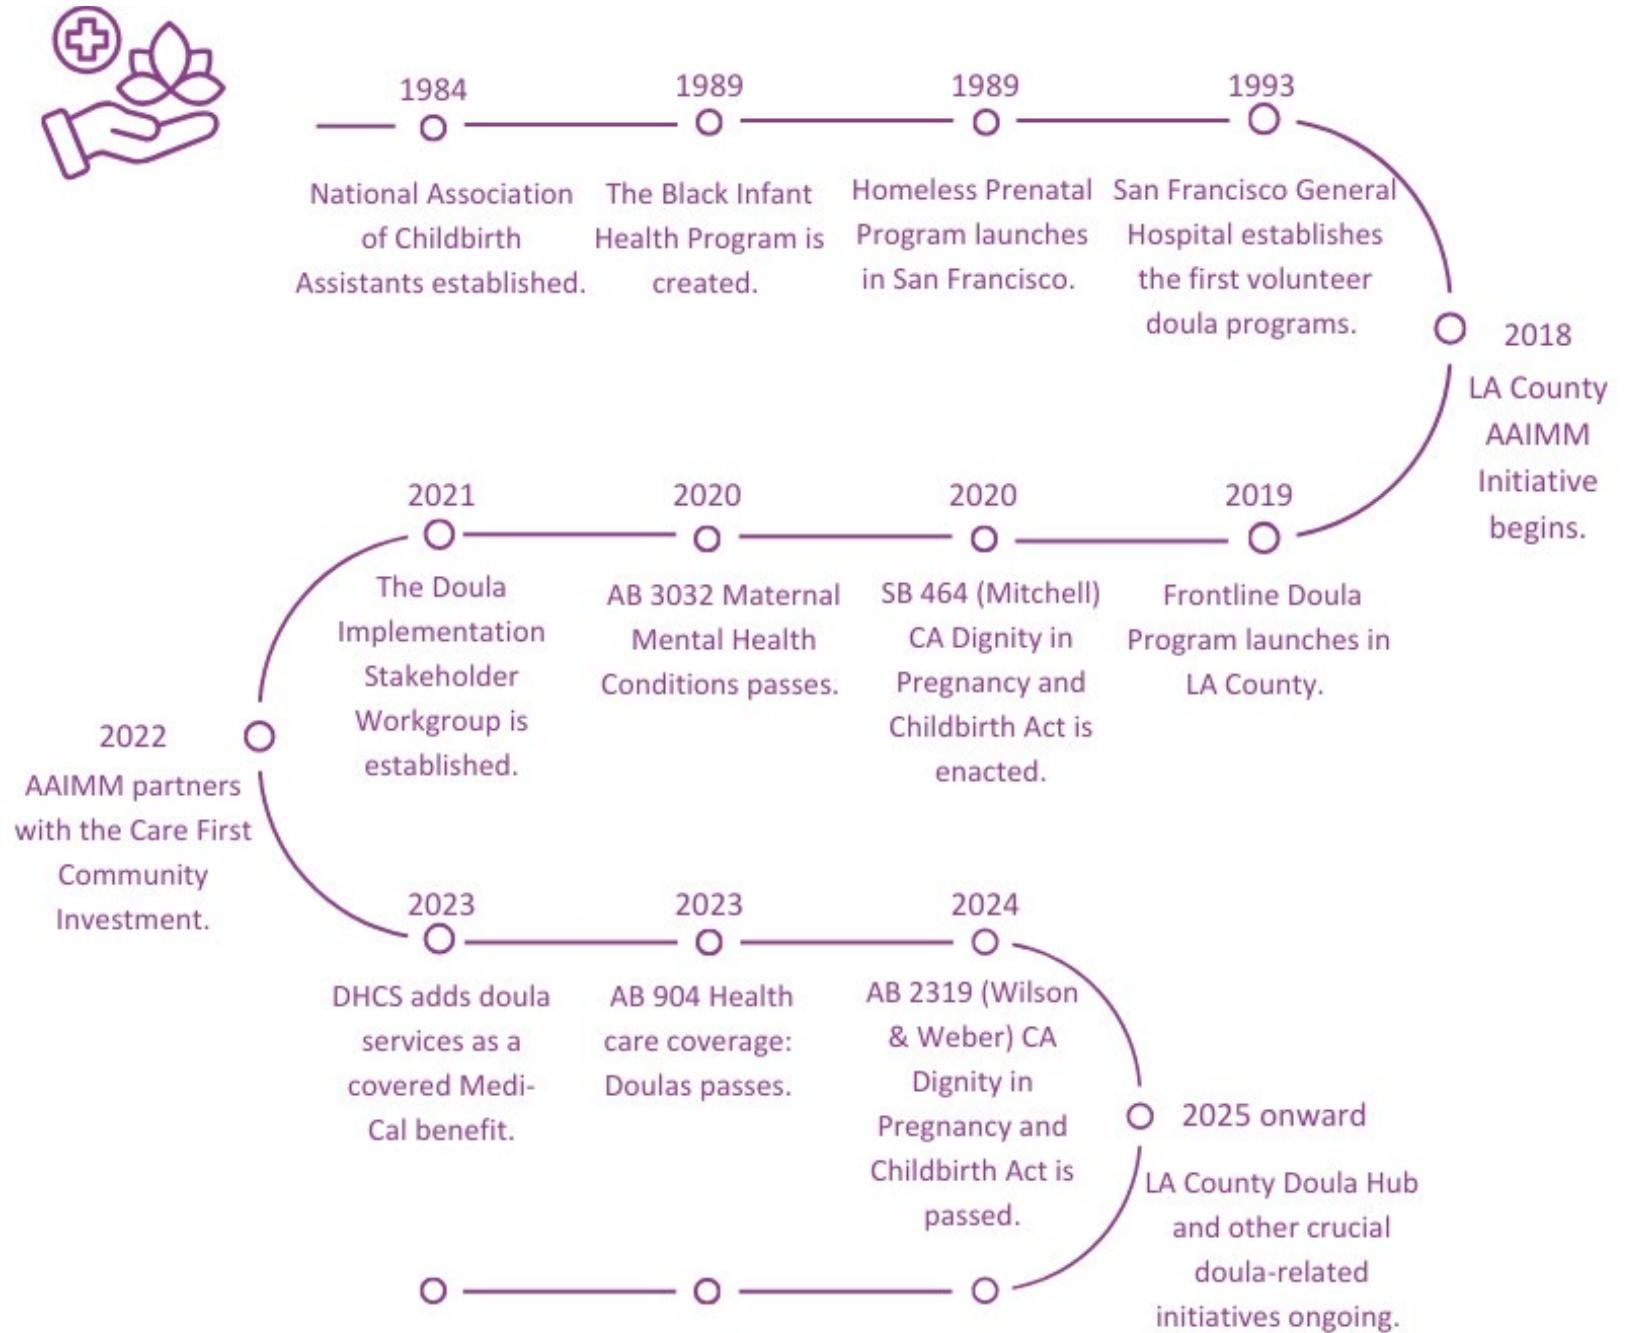 1984
National Association
of Childbirth
Assistants established.
1989
The Black Infant
Health Program is
created.
1989
Homeless Prenatal
Program launches
in San Francisco.
1993
San Francisco General
Hospital establishes
the first volunteer
doula programs.
2018
LA County
AAIMM
Initiative
begins.
2019
Frontline Doula
Program launches in
LA County.
2020
SB 464 (Mitchell)
CA Dignity in
Pregnancy and
Childbirth Act is
enacted.
2020
AB 3032 Maternal
Mental Health
Conditions passes.
2021
The Doula
Implementation
Stakeholder
Workgroup is
established.
2022
AAIMM partners
with the Care First
Community
Investment.
2023
DHCS adds doula
services as a
covered Medi-
Cal benefit.
2023
AB 904 Health
care coverage:
Doulas passes.
2024
AB 2319 (Wilson
& Weber) CA
Dignity in
Pregnancy and
Childbirth Act is
passed.
2025 onward
LA County Doula Hub
and other crucial
doula-related
initiatives ongoing.